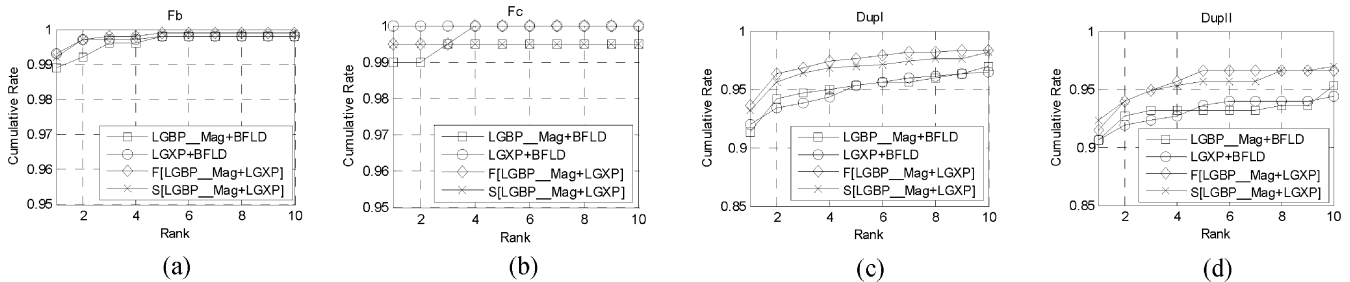 Fb
Cumulative Rate
1
0.99
0.98
0.97
0.96
0.95
2 4 6 8 10
Rank
LGBP__Mag+BFLD
LGXP+BFLD
F[LGBP__Mag+LGXP]
S[LGBP__Mag+LGXP]
(a)
Fc
Cumulative Rate
1
0.99
0.98
0.97
0.96
0.95
2 4 6 8 10
Rank
LGBP__Mag+BFLD
LGXP+BFLD
F[LGBP__Mag+LGXP]
S[LGBP__Mag+LGXP]
(b)
DupI
Cumulative Rate
1
0.95
0.9
0.85
2 4 6 8 10
Rank
LGBP__Mag+BFLD
LGXP+BFLD
F[LGBP__Mag+LGXP]
S[LGBP__Mag+LGXP]
(c)
DupII
Cumulative Rate
1
0.95
0.9
0.85
2 4 6 8 10
Rank
LGBP__Mag+BFLD
LGXP+BFLD
F[LGBP__Mag+LGXP]
S[LGBP__Mag+LGXP]
(d)